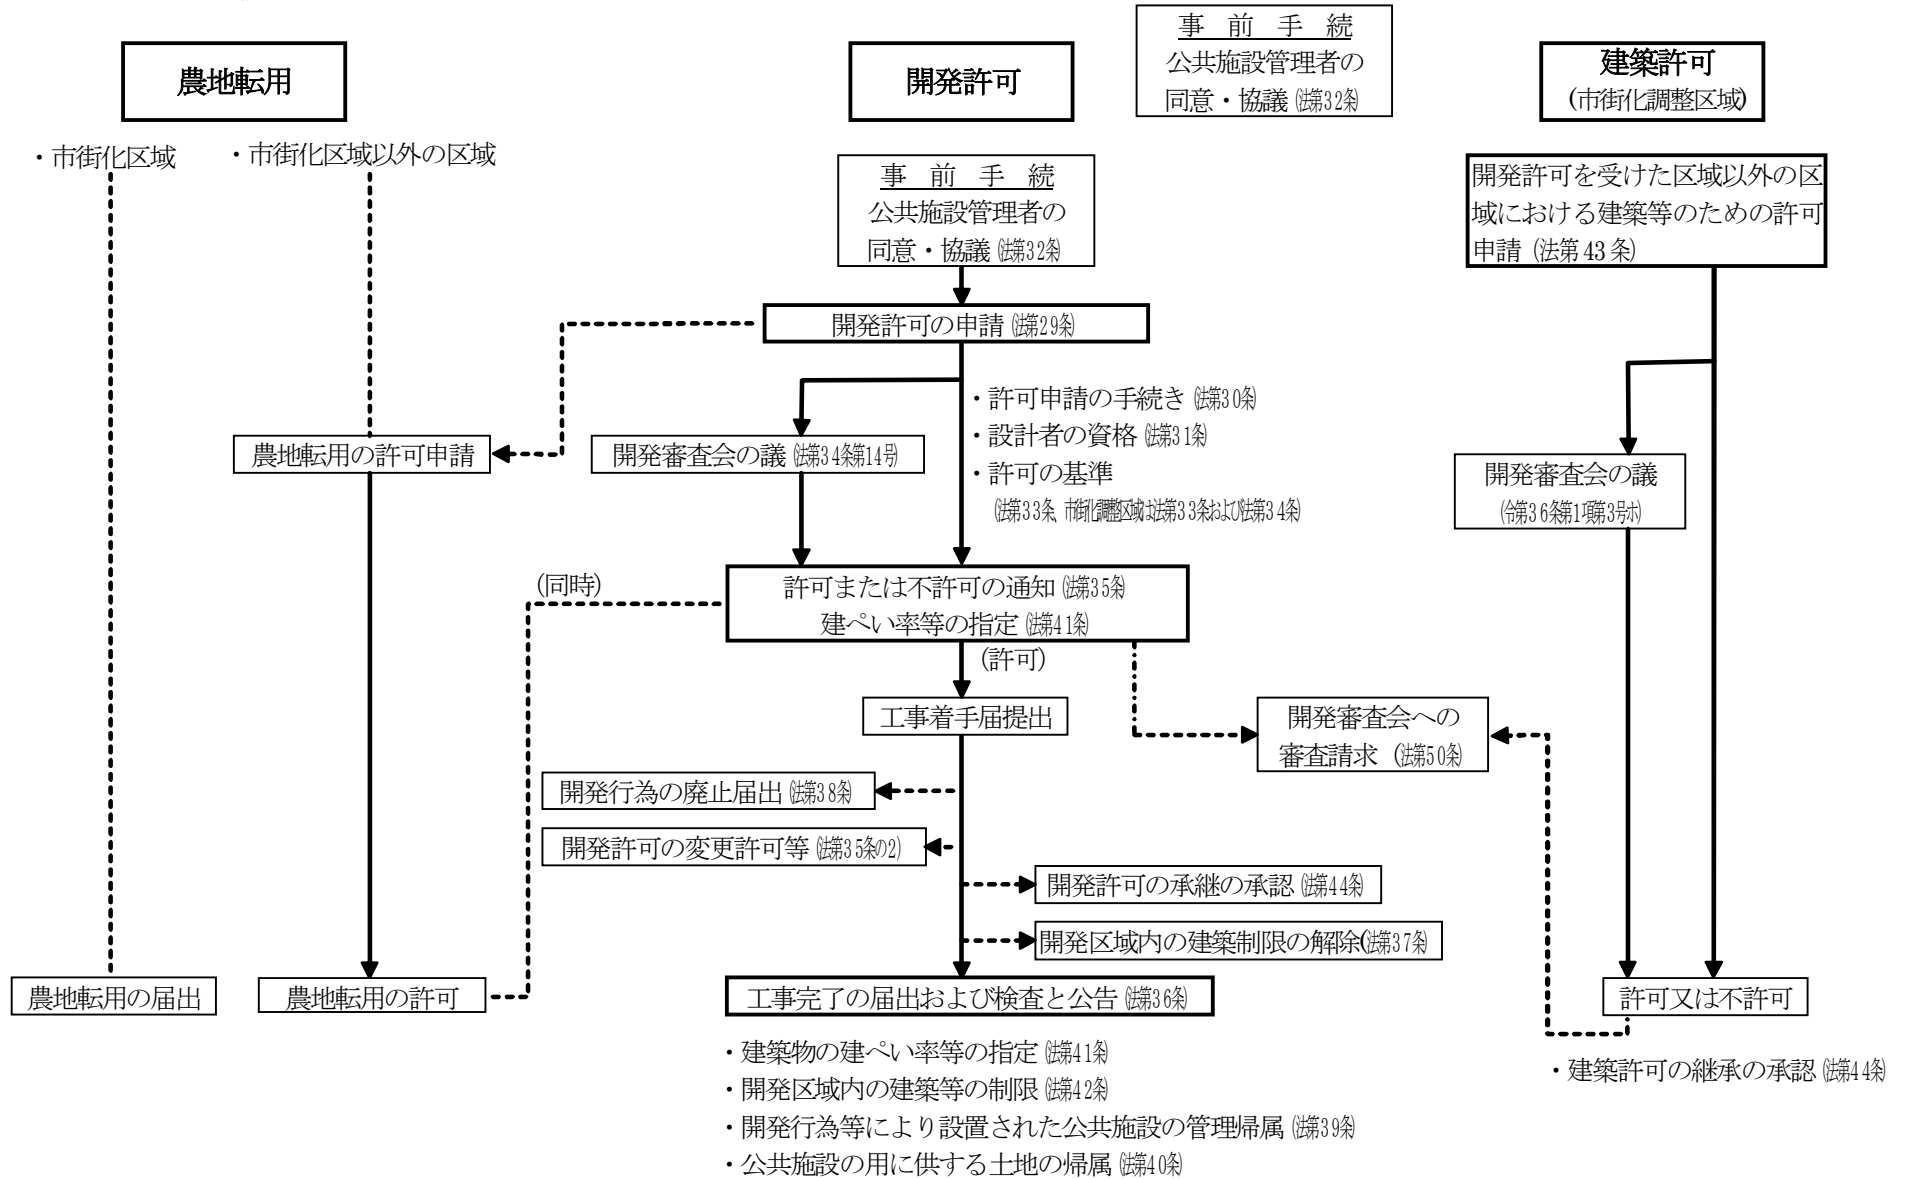 農地転用
・市街化区域
・市街化区域以外の区域
農地転用の許可申請
農地転用の届出
農地転用の許可
開発許可
事　前　手　続
公共施設管理者の
同意・協議(法第32条)
事　前　手　続
公共施設管理者の
同意・協議(法第32条)
開発許可の申請(法第29条)
・許可申請の手続き(法第30条)
・設計者の資格(法第31条)
・許可の基準
(法第33条、市街化調整区域は法第33条および法第34条)
開発審査会の議(法第34条第14号)
(同時)
許可または不許可の通知(法第35条)
建ぺい率等の指定(法第41条)
(許可)
工事着手届提出
開発審査会への
審査請求 (法第50条)
開発行為の廃止届出(法第38条)
開発許可の変更許可等(法第35条の2)
開発許可の承継の承認(法第44条)
開発区域内の建築制限の解除(法第37条)
工事完了の届出および検査と公告(法第36条)
・建築物の建ぺい率等の指定(法第41条)
・開発区域内の建築等の制限(法第42条)
・開発行為等により設置された公共施設の管理帰属(法第39条)
・公共施設の用に供する土地の帰属(法第40条)
建築許可
(市街化調整区域)
開発許可を受けた区域以外の区
域における建築等のための許可
申請 (法第43条)
開発審査会の議
(令第36条第1項第3号ホ)
許可又は不許可
・建築許可の継承の承認(法第44条)